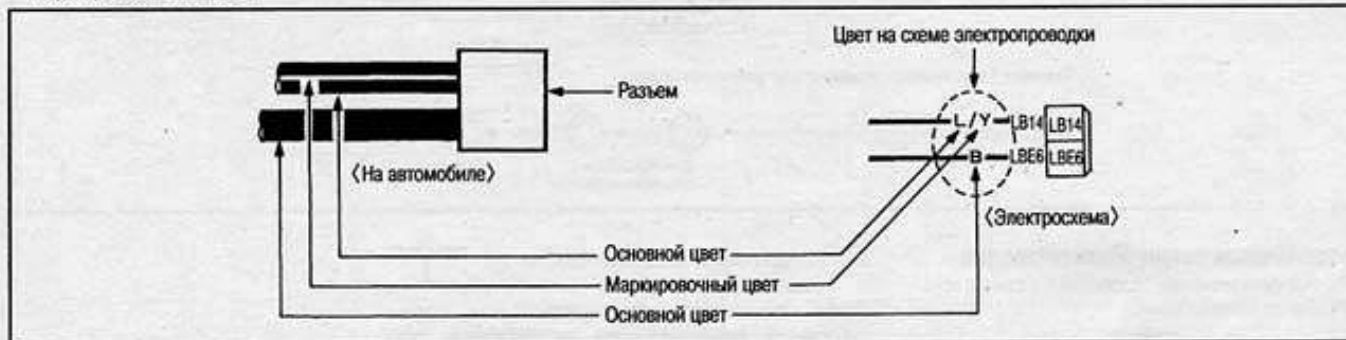 Цвет на схеме электропроводки
Разъем
L / Y LB14 LB14
B LBE6 LBE6
〈На автомобиле〉
〈Электросхема〉
Основной цвет
Маркировочный цвет
Основной цвет